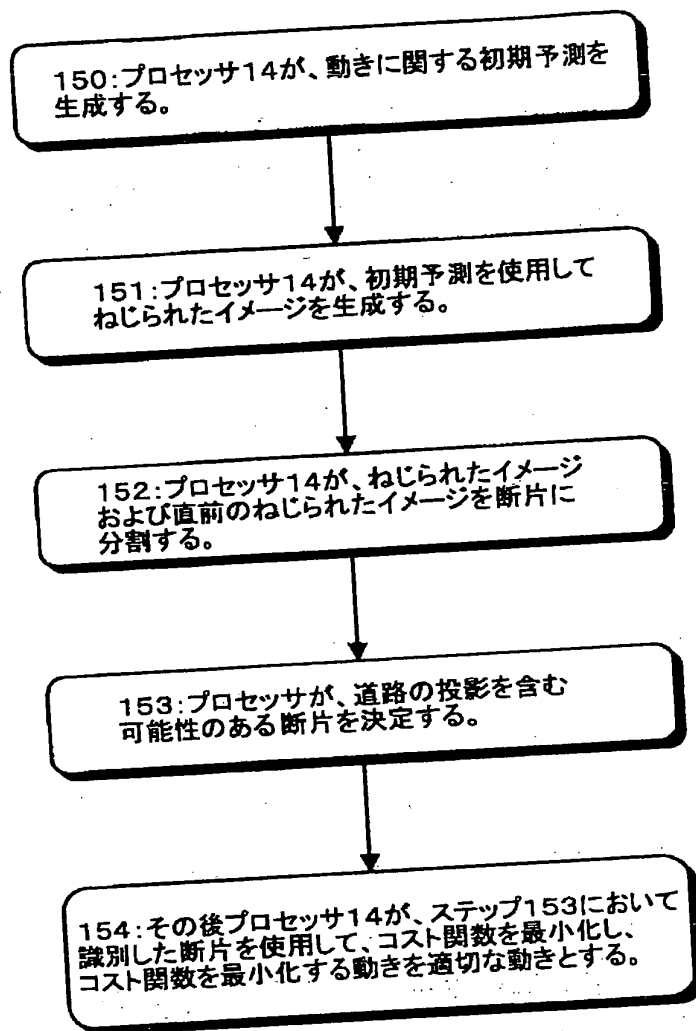 150:プロセッサ14が、動きに関する初期予測を
生成する。
151:プロセッサ14が、初期予測を使用して
ねじられたイメージを生成する。
152:プロセッサ14が、ねじられたイメージ
および直前のねじられたイメージを断片に
分割する。
153:プロセッサが、道路の投影を含む
可能性のある断片を決定する。
154:その後プロセッサ14が、ステップ153において
識別した断片を使用して、コスト関数を最小化し、
コスト関数を最小化する動きを適切な動きとする。